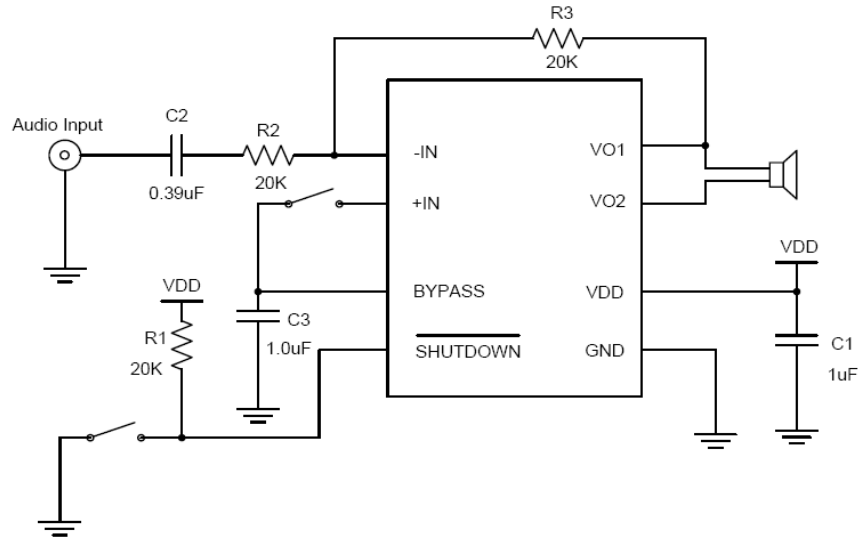 R3
20K
C2
Audio Input
R2
0.39uF
20K
-IN
VO1
+IN
VO2
VDD
VDD
BYPASS
VDD
C3
1.0uF
R1
20K
SHUTDOWN
GND
C1
1uF